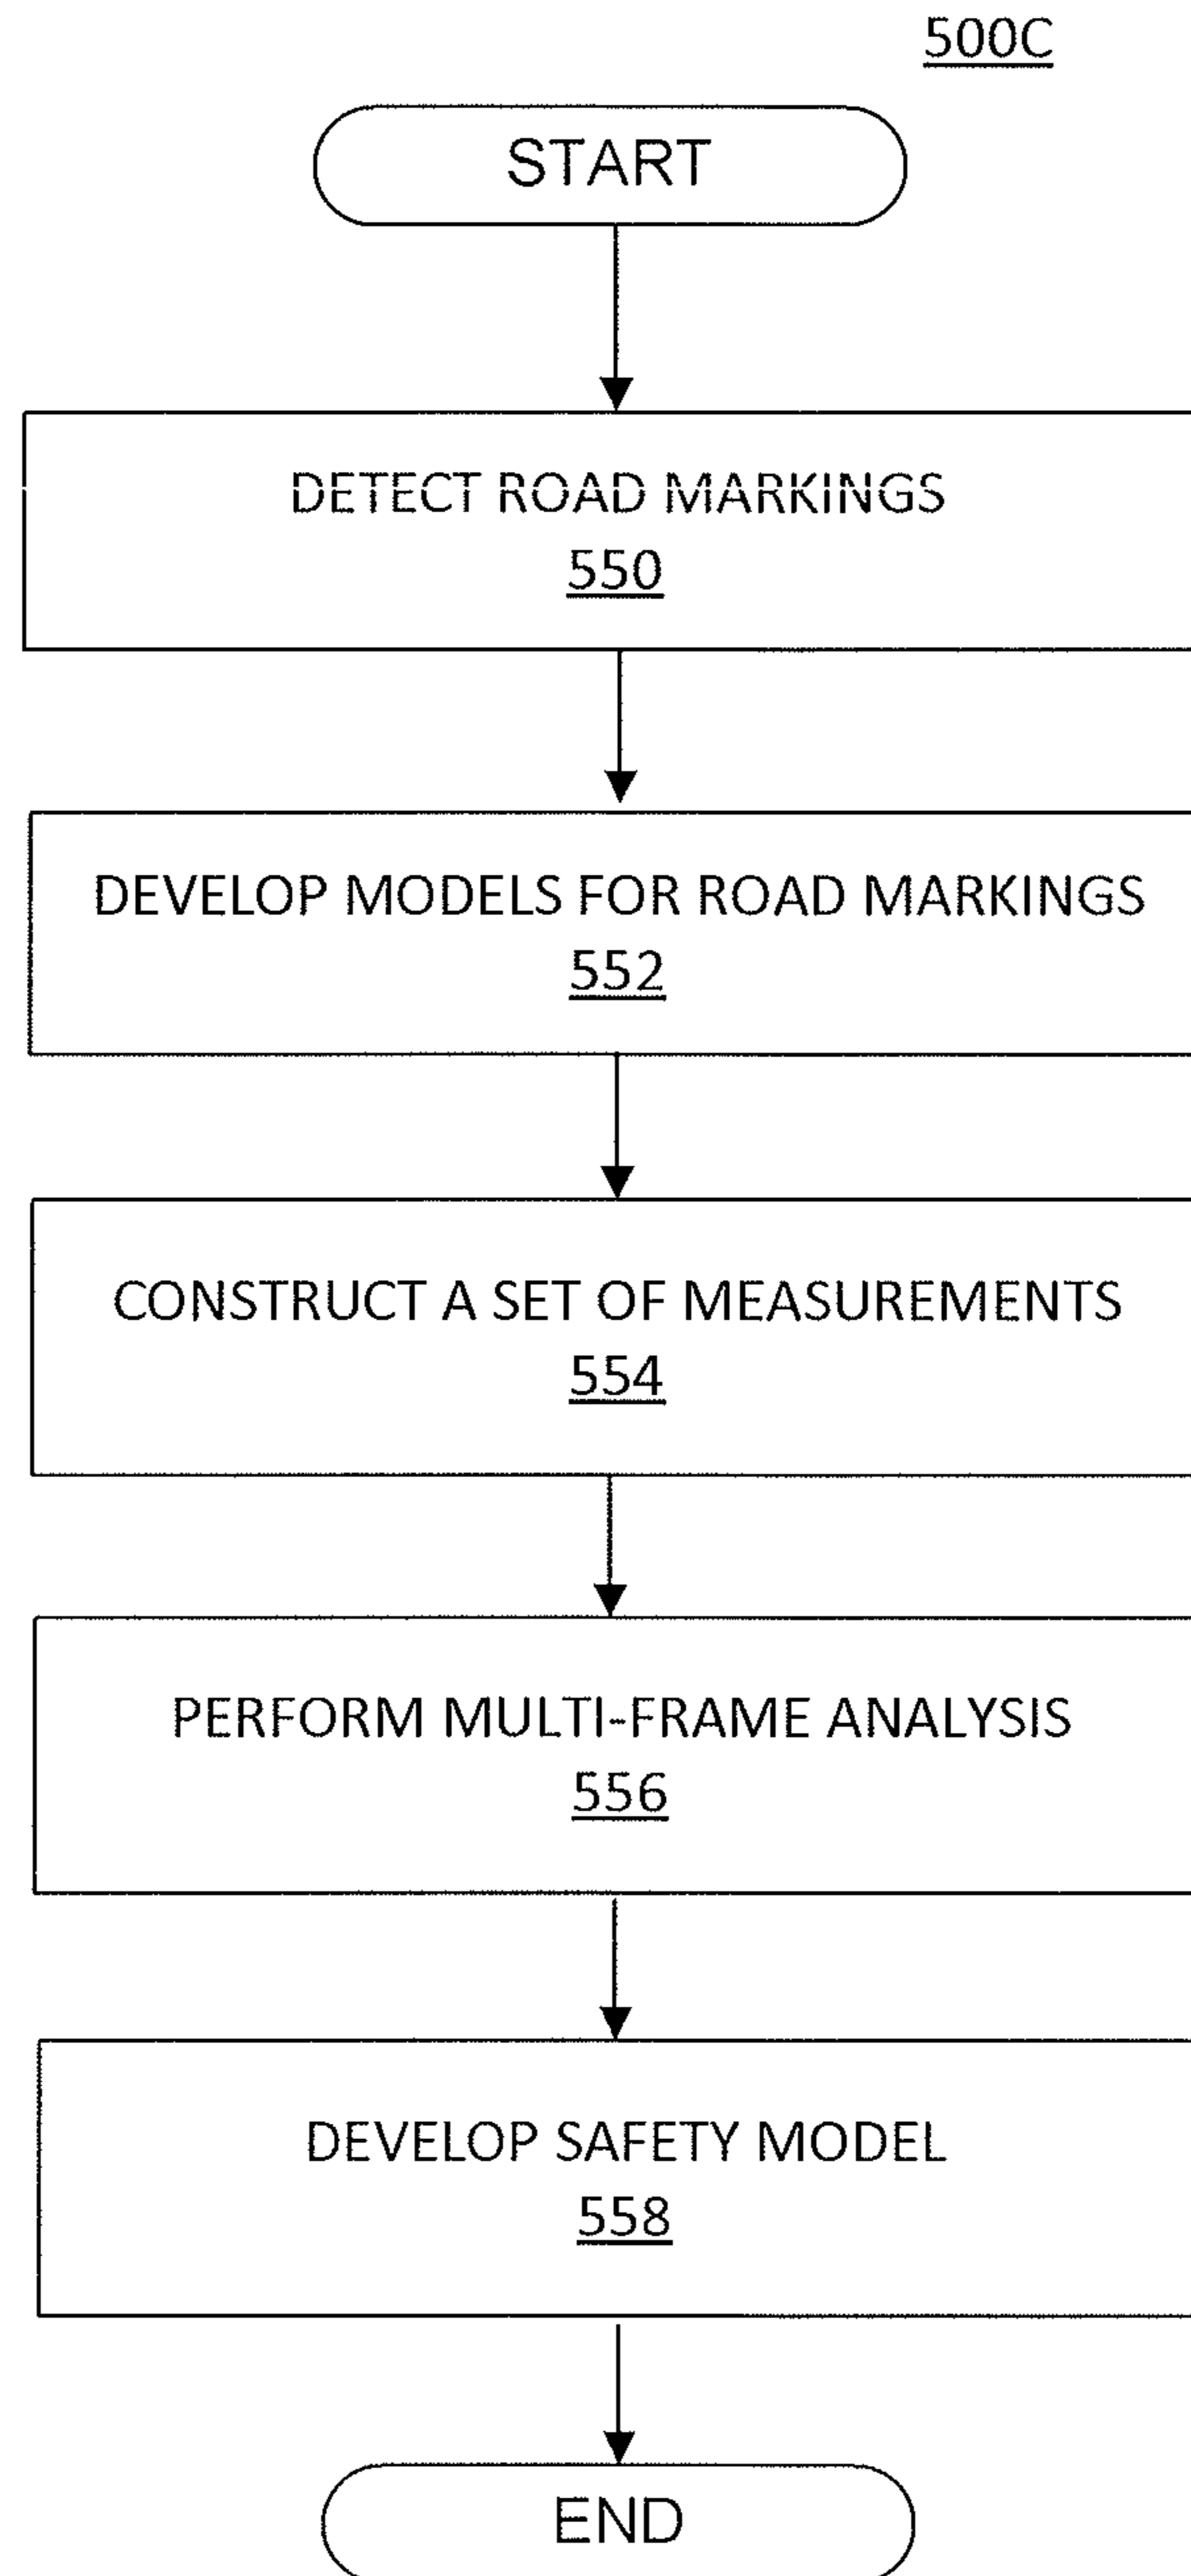 500C
START
DETECT ROAD MARKINGS
550
DEVELOP MODELS FOR ROAD MARKINGS
552
CONSTRUCT A SET OF MEASUREMENTS
554
PERFORM MULTI-FRAME ANALYSIS
556
DEVELOP SAFETY MODEL
558
END